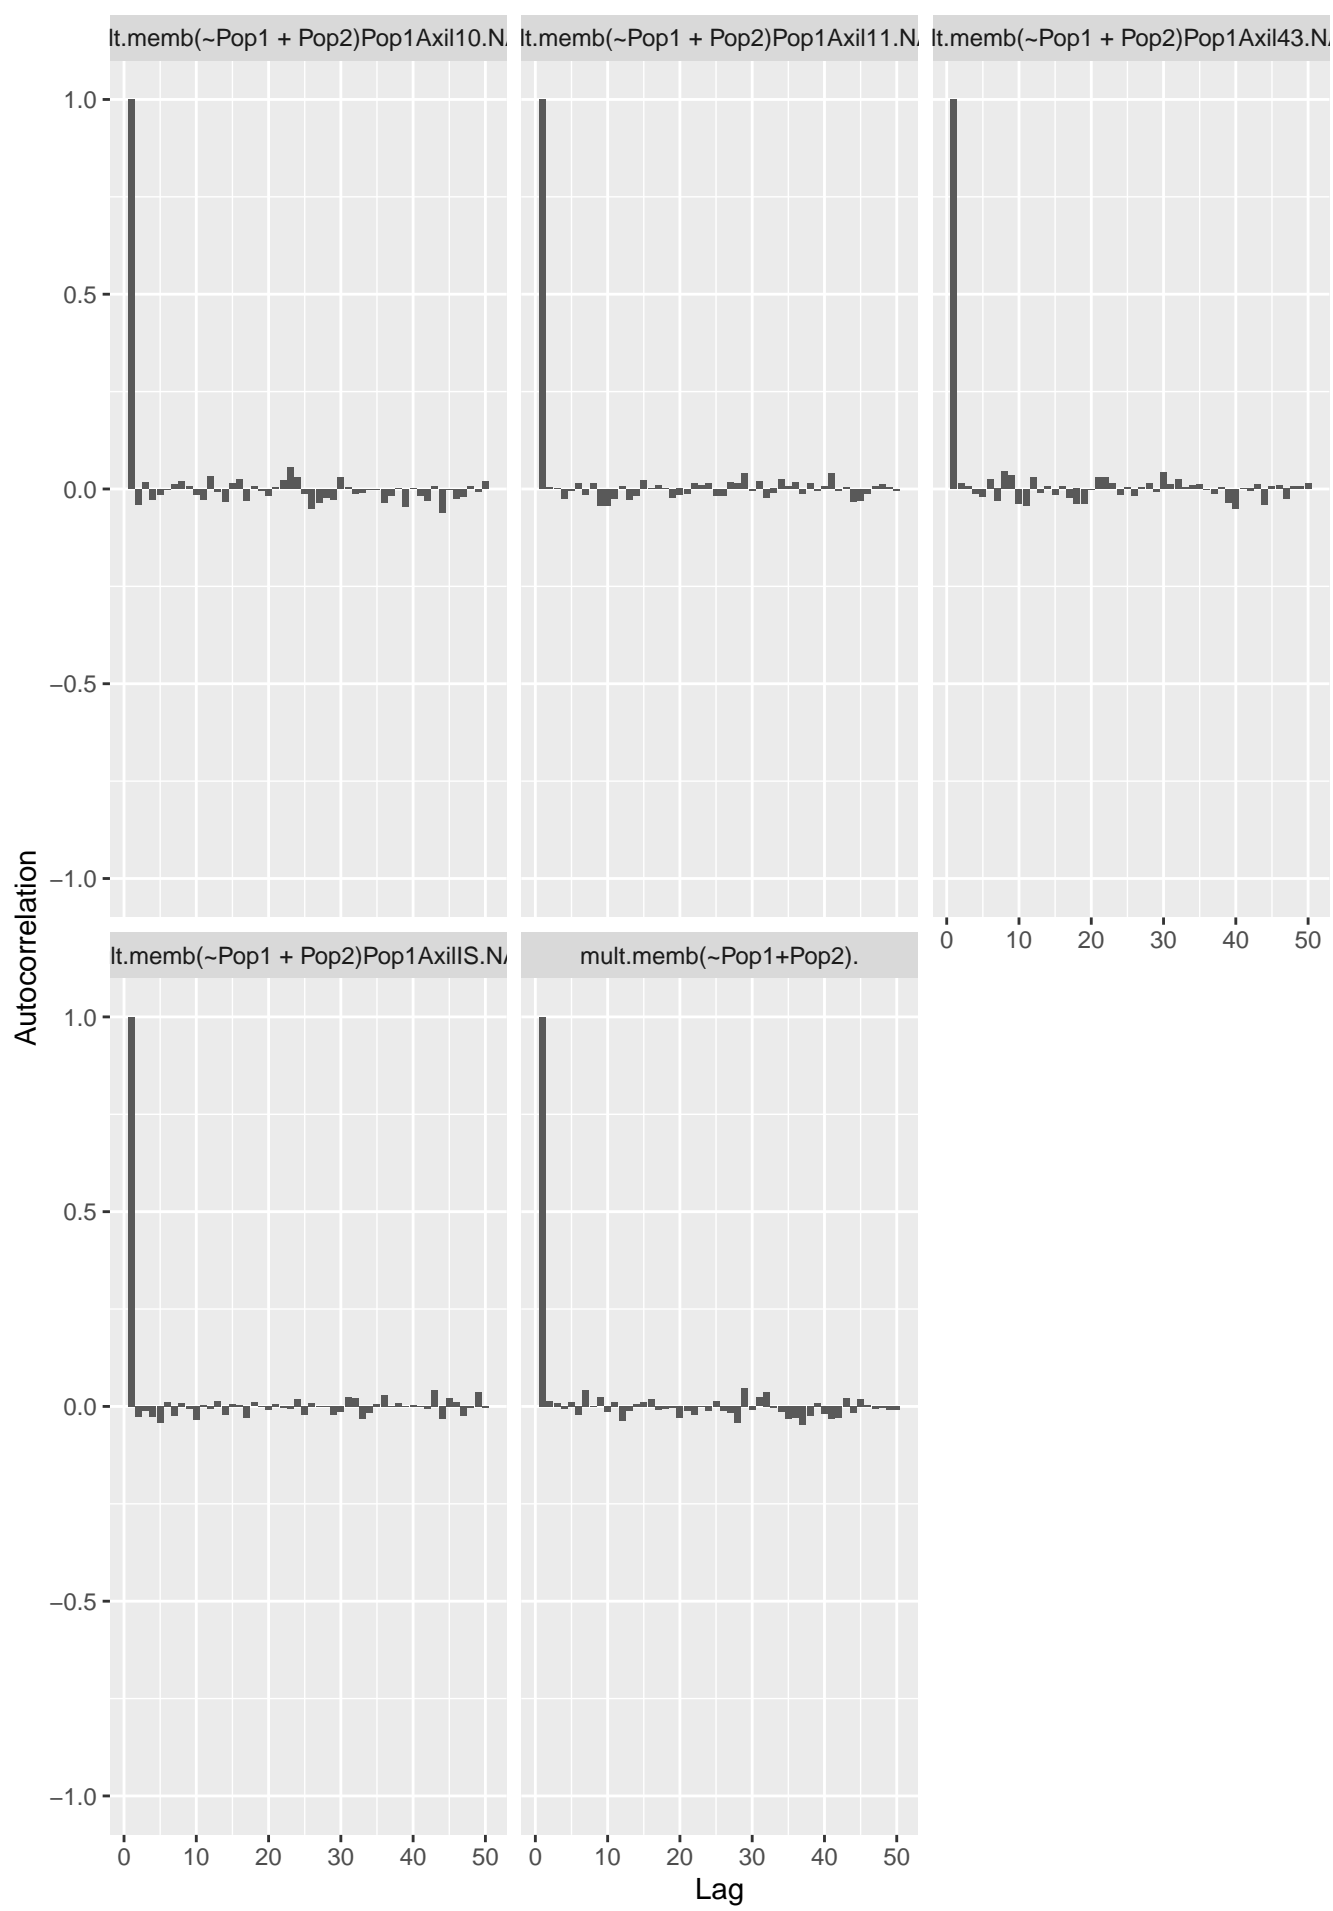 lt.memb(~Pop1 + Pop2)Pop1Axil10.N
lt.memb(~Pop1 + Pop2)Pop1Axil11.N
lt.memb(~Pop1 + Pop2)Pop1Axil43.N
1.0
0.5
0.0
−0.5
−1.0
0 10 20 30 40 50
lt.memb(~Pop1 + Pop2)Pop1AxilIS.N
mult.memb(~Pop1+Pop2).
1.0
0.5
0.0
−0.5
−1.0
0 10 20 30 40 50
0 10 20 30 40 50
Autocorrelation
Lag